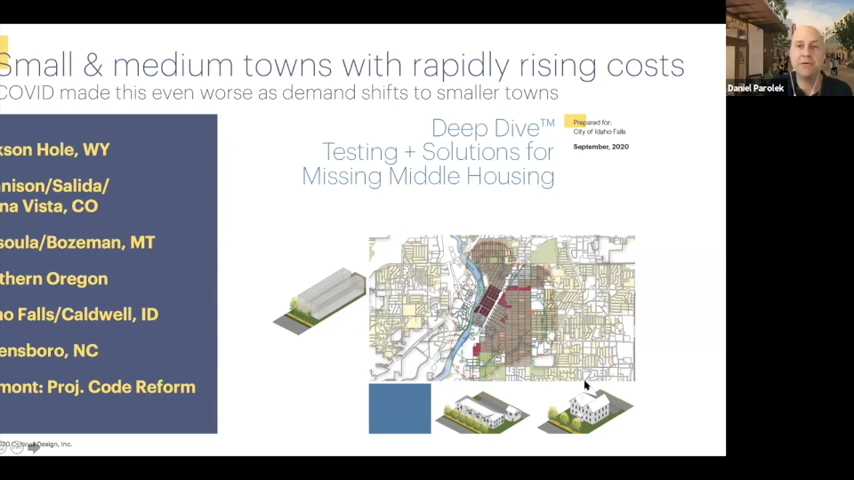 Small & medium towns with rapidly rising costs
COVID made this even worse as demand shifts to smaller towns
kson Hole, WY
nison/Salida/
na Vista, CO
soula/Bozeman, MT
thern Oregon
ho Falls/Caldwell, ID
ensboro, NC
mont: Proj. Code Reform
Deep Dive™
Testing + Solutions for
Missing Middle Housing
Prepared for:
City of Idaho Falls
September, 2020
Daniel Parolek
Design, Inc.